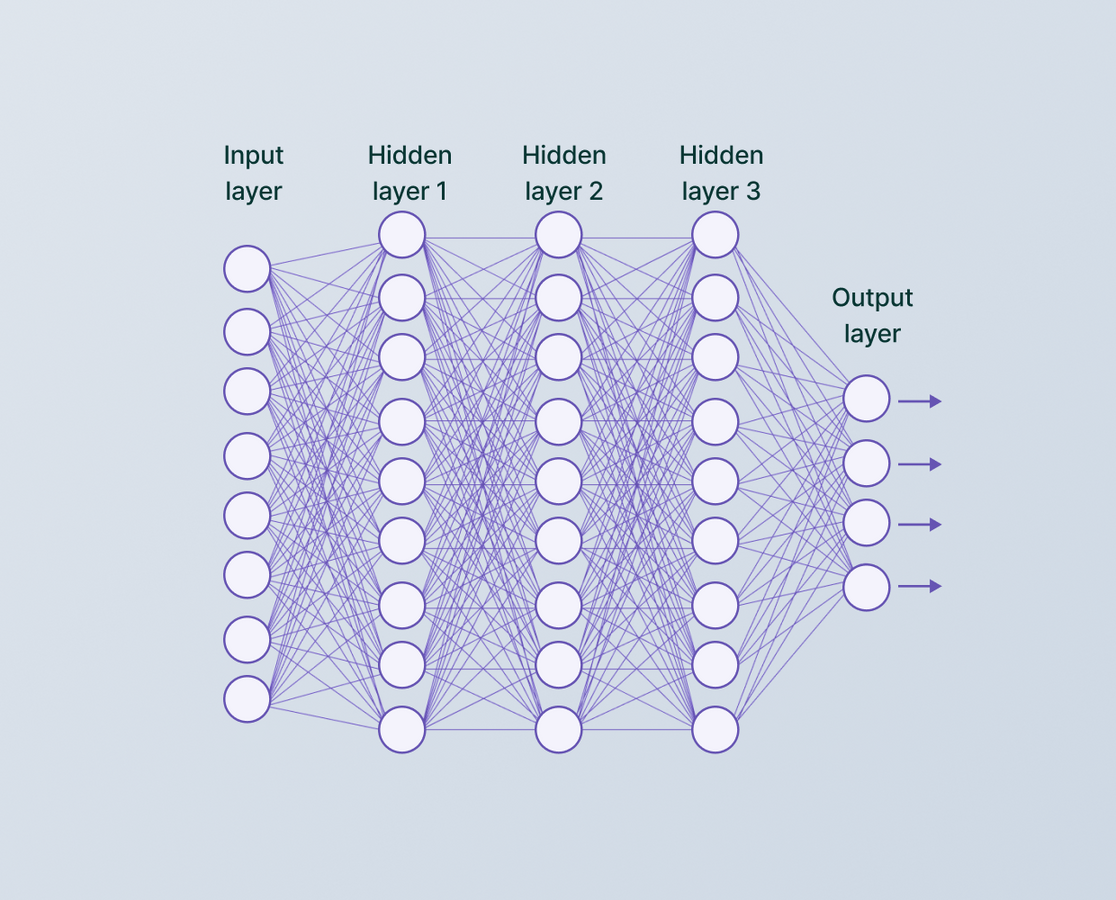 Input
layer
Hidden
layer 1
Hidden
layer 2
Hidden
layer 3
Output
layer